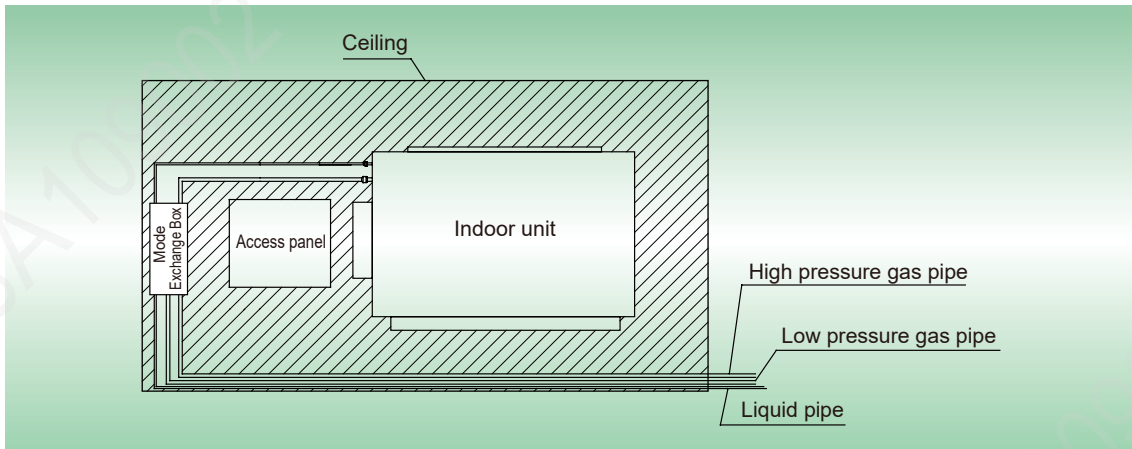 Ceiling
Mode
Exchange Box
Access panel
Indoor unit
High pressure gas pipe
Low pressure gas pipe
Liquid pipe